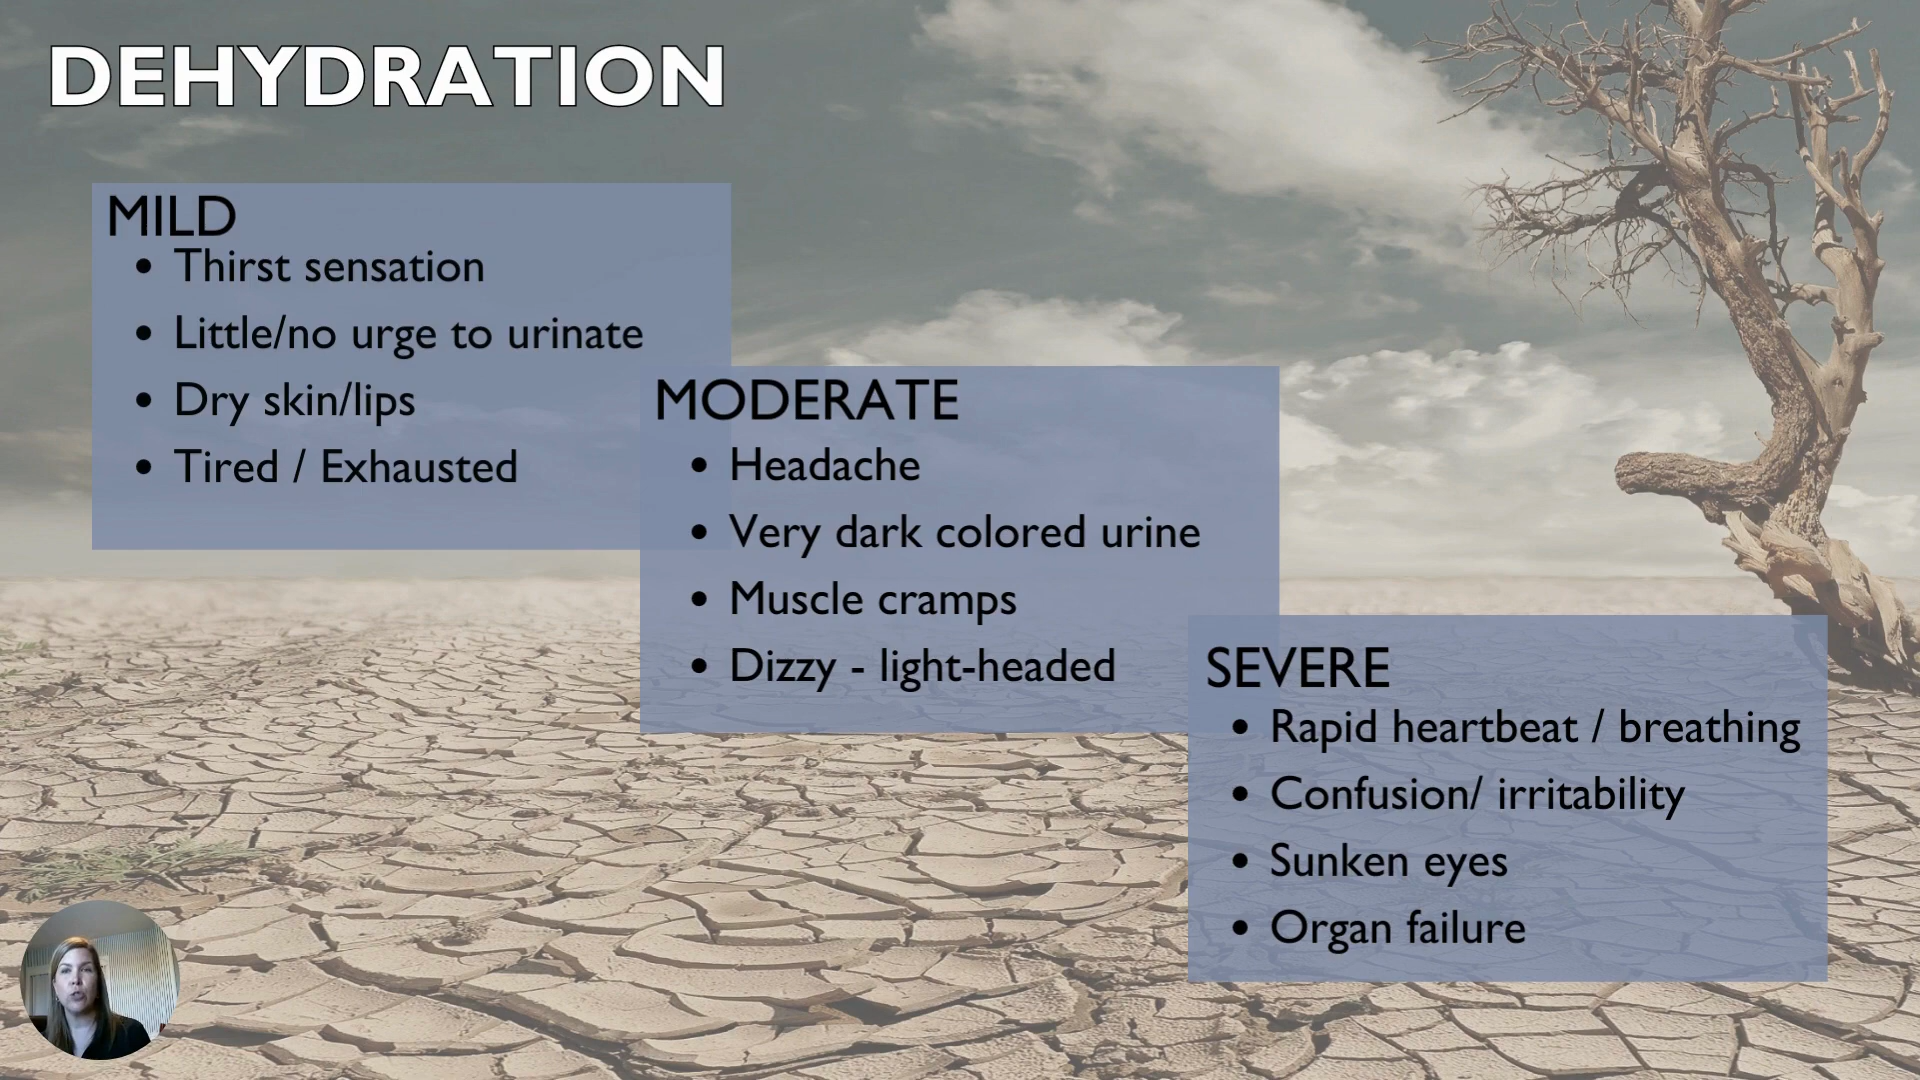 DEHYDRATION
MILD
• Thirst sensation
• Little/no urge to urinate
• Dry skin/lips
• Tired / Exhausted
MODERATE
• Headache
• Very dark colored urine
• Muscle cramps
• Dizzy - light-headed
SEVERE
• Rapid heartbeat / breathing
• Confusion/ irritability
• Sunken eyes
• Organ failure